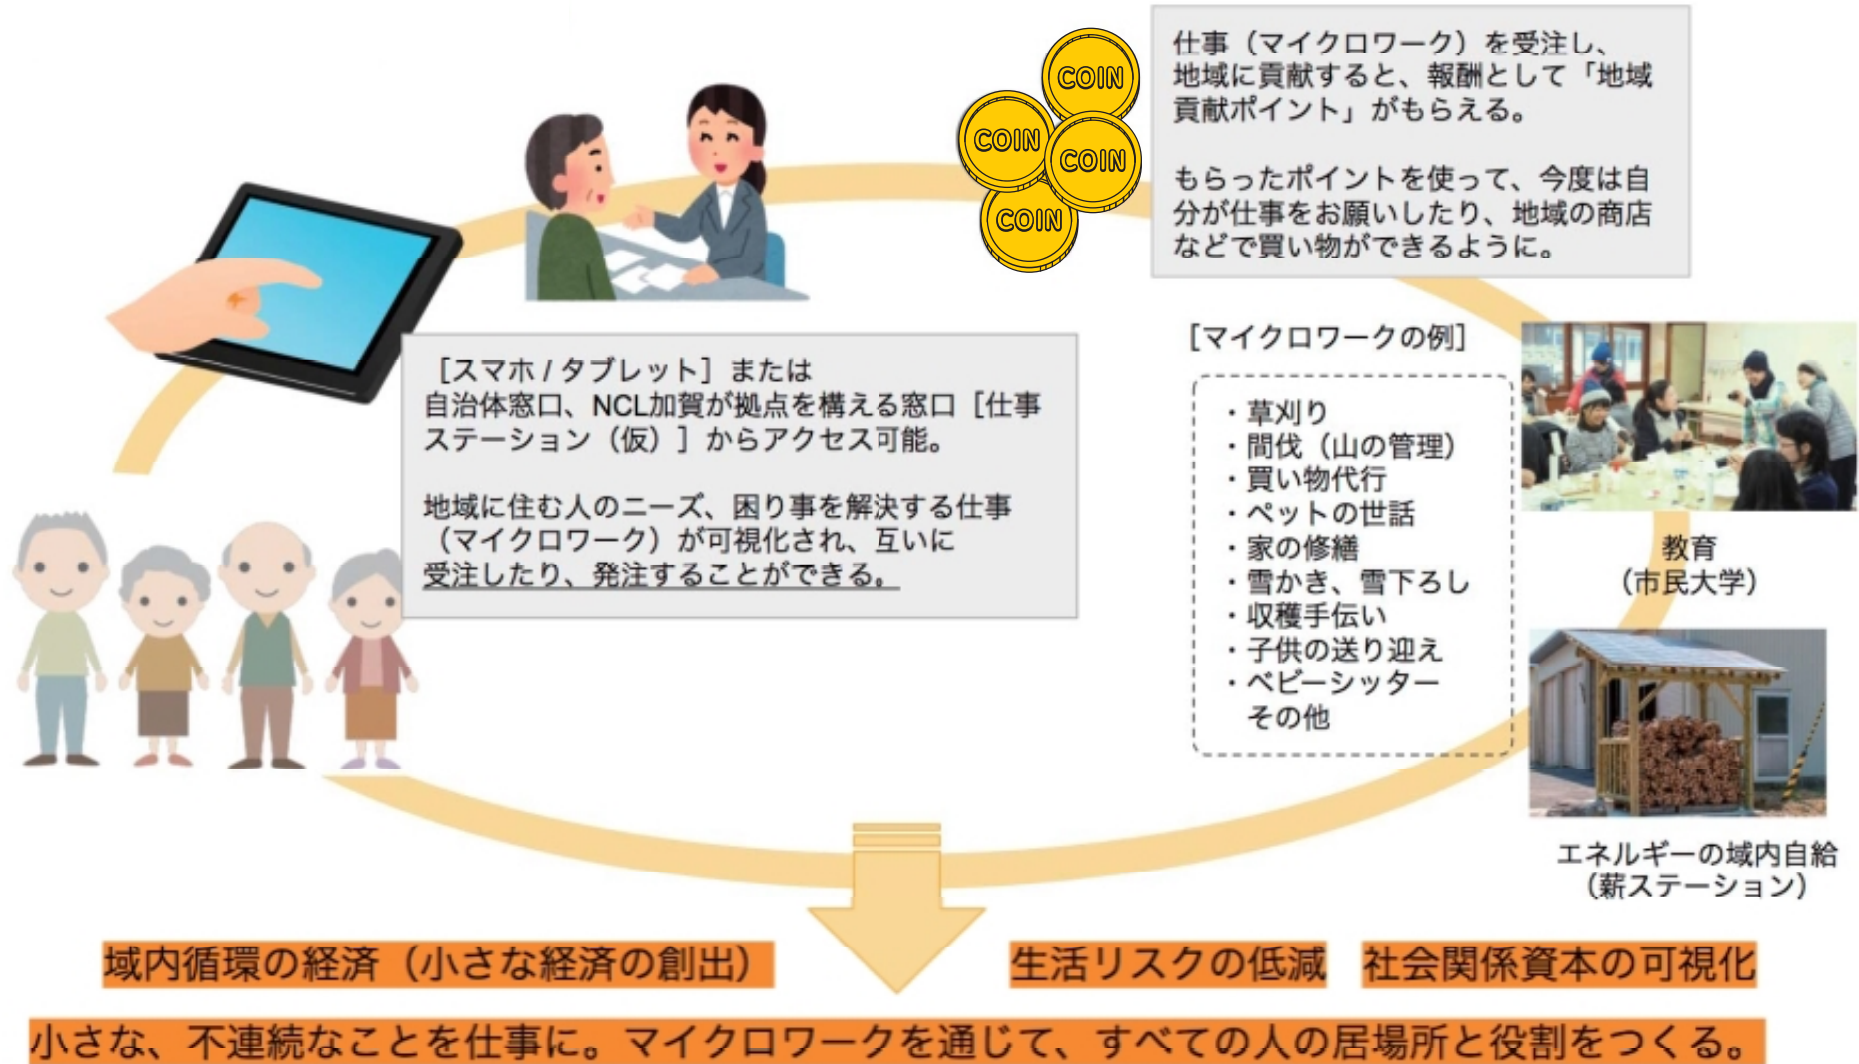 COIN
COIN
COIN
COIN
仕事（マイクロワーク）を受注し、
地域に貢献すると、報酬として「地域
貢献ポイント」がもらえる。
もらったポイントを使って、今度は自
分が仕事をお願いしたり、地域の商店
などで買い物ができるように。
［スマホ / タブレット］または
自治体窓口、NCL加賀が拠点を構える窓口［仕事
ステーション（仮）］からアクセス可能。
地域に住む人のニーズ、困り事を解決する仕事
（マイクロワーク）が可視化され、互いに
受注したり、発注することができる。
［マイクロワークの例］
・草刈り
・間伐（山の管理）
・買い物代行
・ペットの世話
・家の修繕
・雪かき、雪下ろし
・収穫手伝い
・子供の送り迎え
・ベビーシッター
その他
教育
（市民大学）
エネルギーの域内自給
（薪ステーション）
域内循環の経済（小さな経済の創出）
生活リスクの低減
社会関係資本の可視化
小さな、不連続なことを仕事に。マイクロワークを通じて、すべての人の居場所と役割をつくる。